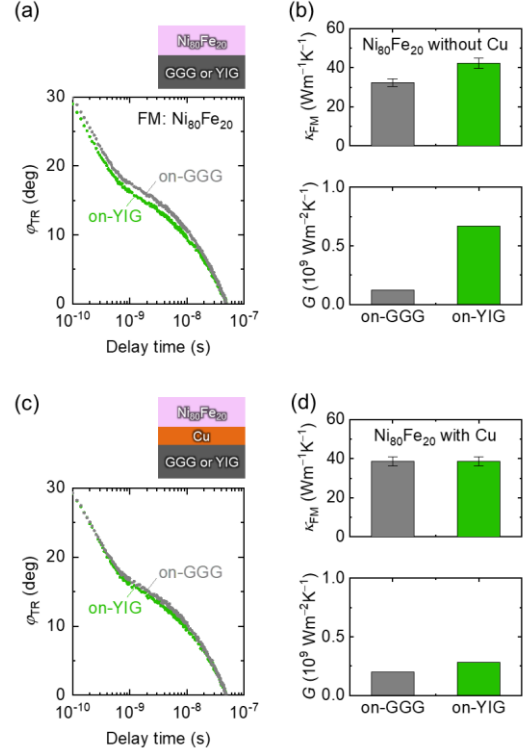 (a)
Ni₈₀Fe₂₀
GGG or YIG
FM: Ni₈₀Fe₂₀
on-GGG
on-YIG
φTR (deg)
30
20
10
0
10⁻¹⁰ 10⁻⁹ 10⁻⁸ 10⁻⁷
Delay time (s)
(b)
Ni₈₀Fe₂₀ without Cu
κFM (Wm⁻¹K⁻¹)
60
40
20
0
G (10⁹ Wm⁻²K⁻¹)
1.0
0.5
0.0
on-GGG on-YIG
(c)
Ni₈₀Fe₂₀
Cu
GGG or YIG
on-GGG
on-YIG
φTR (deg)
30
20
10
0
10⁻¹⁰ 10⁻⁹ 10⁻⁸ 10⁻⁷
Delay time (s)
(d)
Ni₈₀Fe₂₀ with Cu
κFM (Wm⁻¹K⁻¹)
60
40
20
0
G (10⁹ Wm⁻²K⁻¹)
1.0
0.5
0.0
on-GGG on-YIG